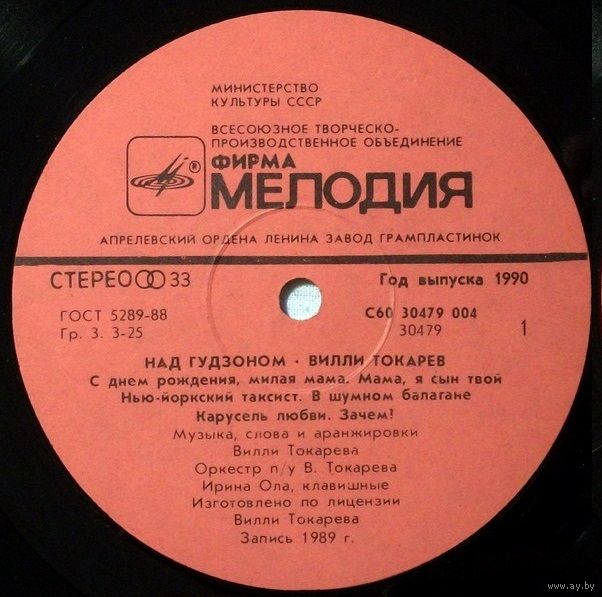 МИНИСТЕРСТВО
КУЛЬТУРЫ СССР
ВСЕСОЮЗНОЕ ТВОРЧЕСКО-
ПРОИЗВОДСТВЕННОЕ ОБЪЕДИНЕНИЕ
ФИРМА
®
МЕЛОДИЯ
АПРЕЛЕВСКИЙ ОРДЕНА ЛЕНИНА ЗАВОД ГРАМПЛАСТИНОК
СТЕРЕО 33
Год выпуска 1990
ГОСТ 5289-88
С60 30479 004
Гр. 3. 3-25
30479
1
НАД ГУДЗОНОМ · ВИЛЛИ ТОКАРЕВ
С днем рождения, милая мама. Мама, я сын твой
Нью-йоркский таксист. В шумном балагане
Карусель любви. Зачем!
Музыка, слова и аранжировки
Вилли Токарева
Оркестр п/у В. Токарева
Ирина Ола, клавишные
Изготовлено по лицензии
Вилли Токарева
Запись 1989 г.
www.ay.by